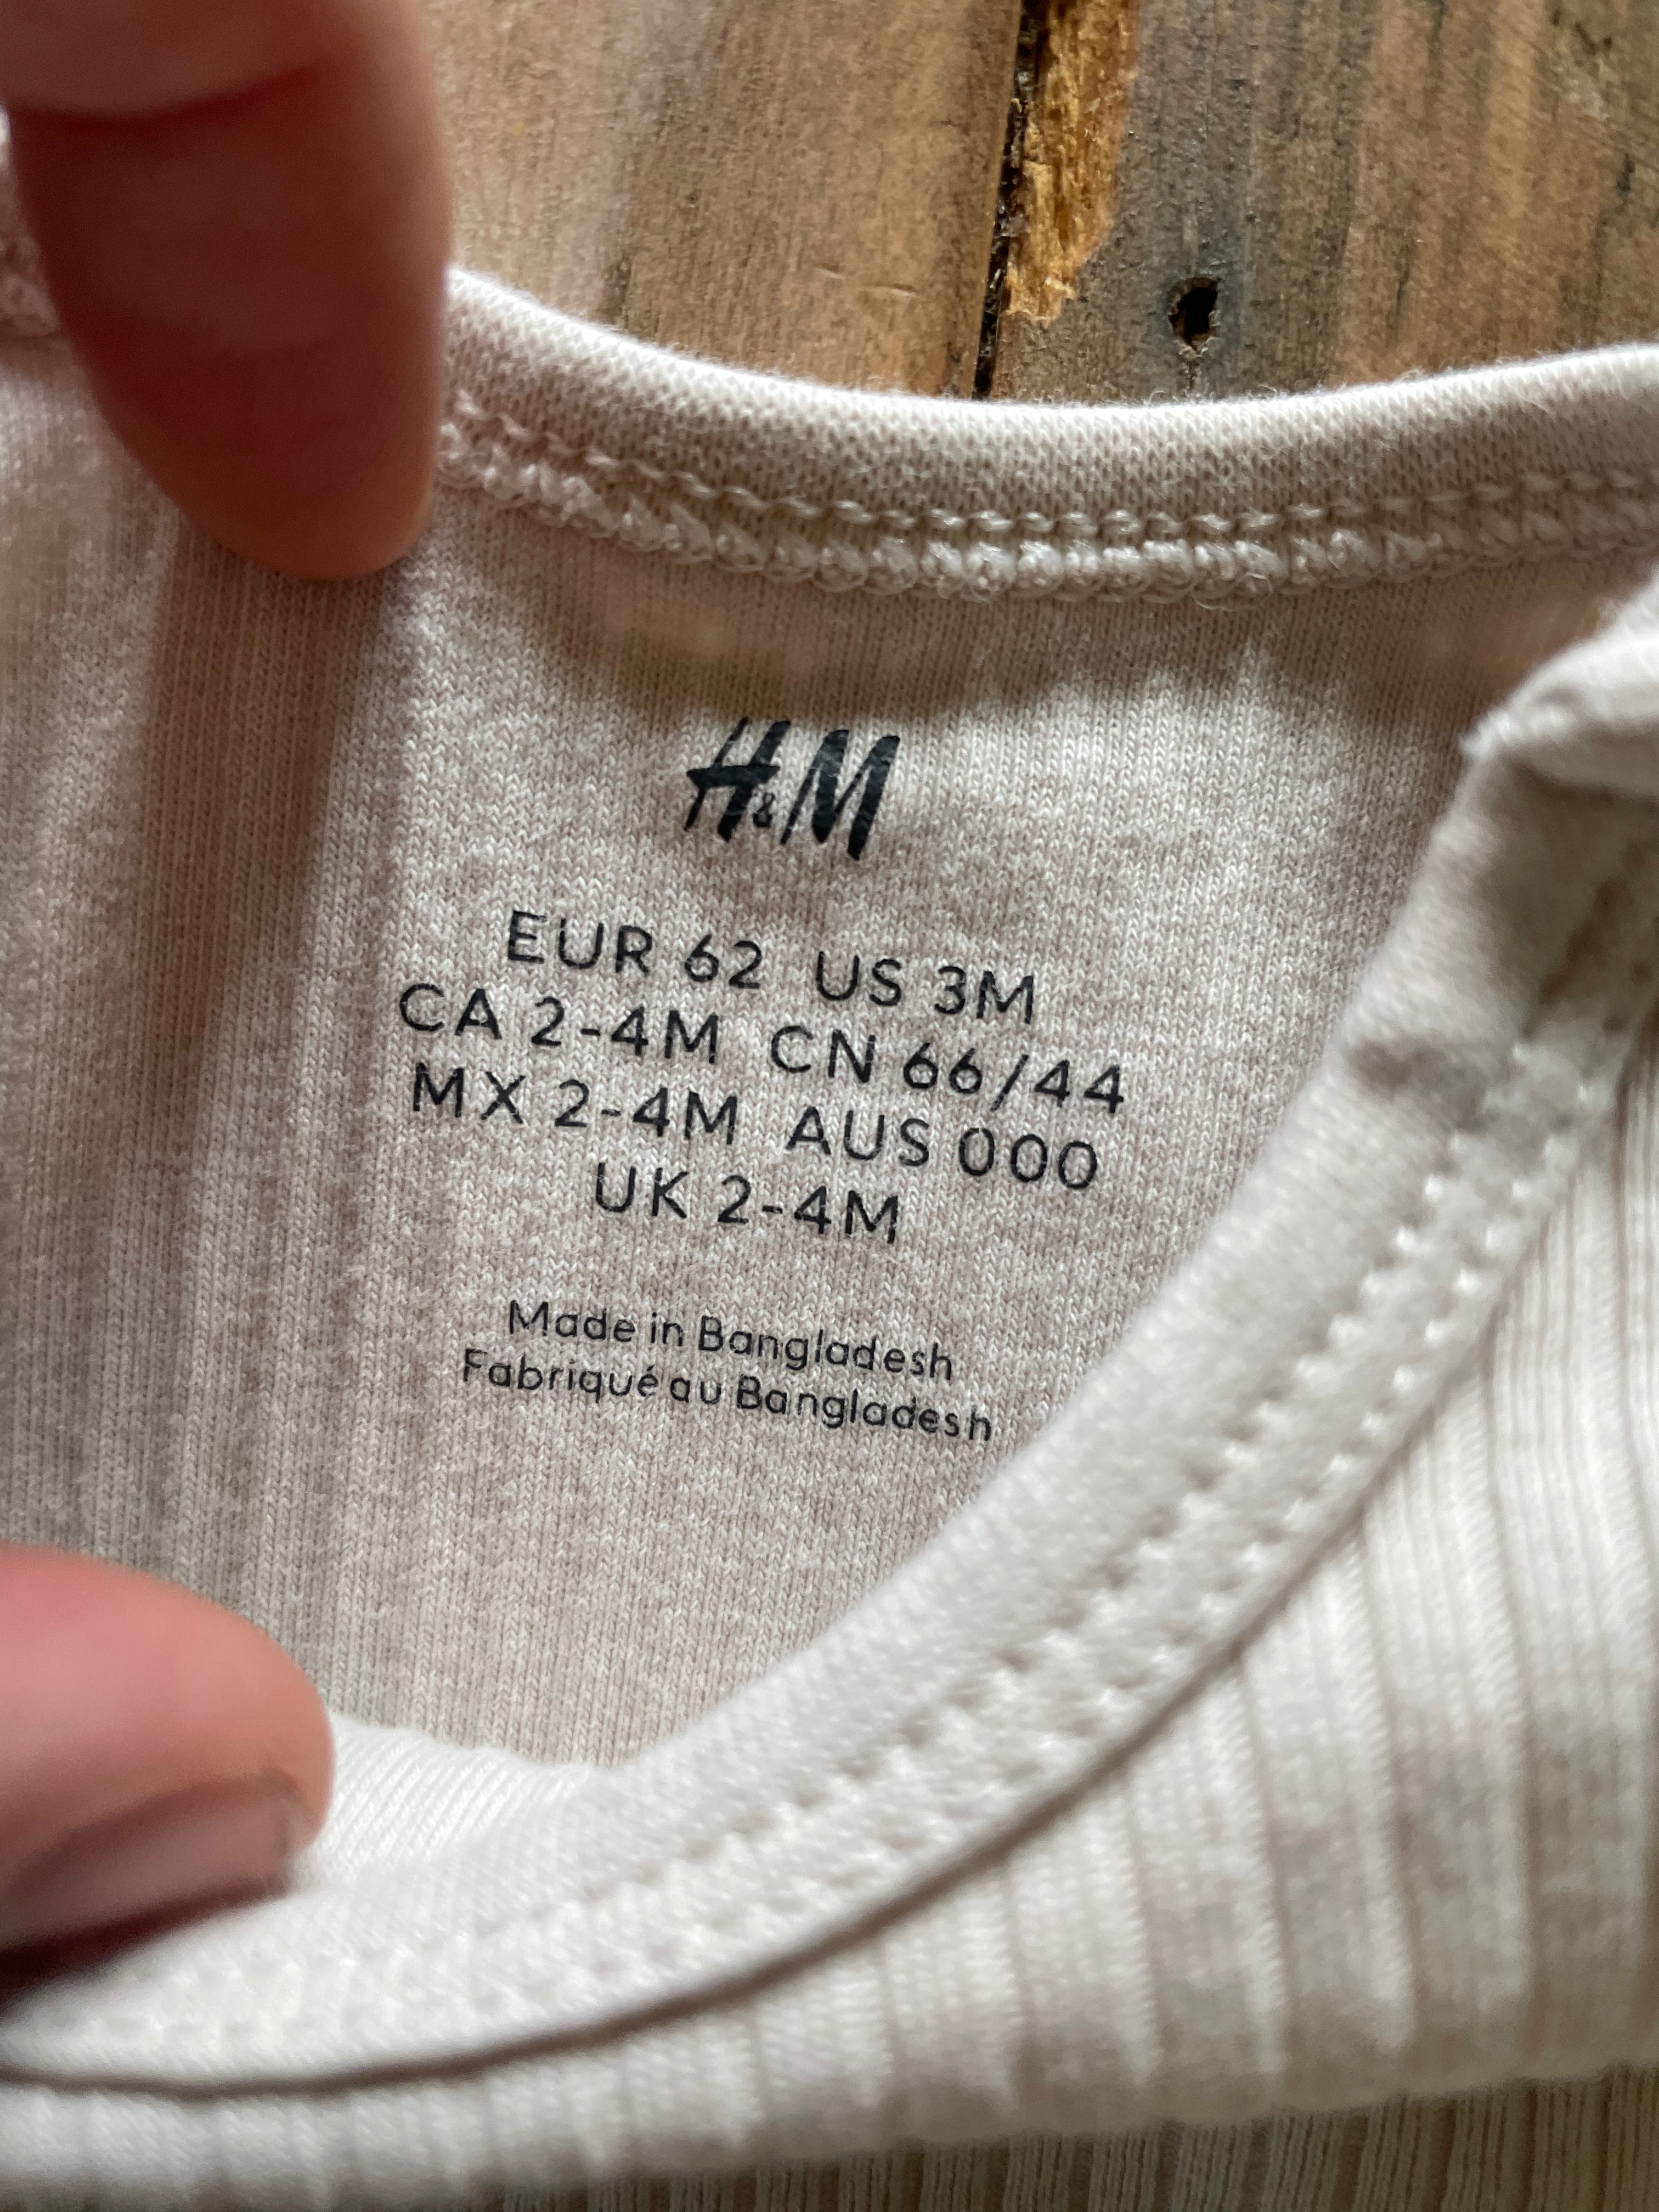 H&M
EUR 62 US 3M
CA 2-4M CN 66/44
MX 2-4M AUS 000
UK 2-4M
Made in Bangladesh
Fabriqué au Bangladesh